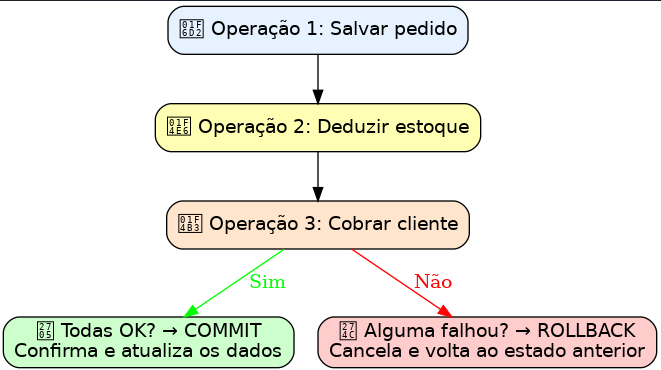 🛒 Operação 1: Salvar pedido
📦 Operação 2: Deduzir estoque
💳 Operação 3: Cobrar cliente
Sim
Não
✅ Todas OK? → COMMIT
Confirma e atualiza os dados
❌ Alguma falhou? → ROLLBACK
Cancela e volta ao estado anterior